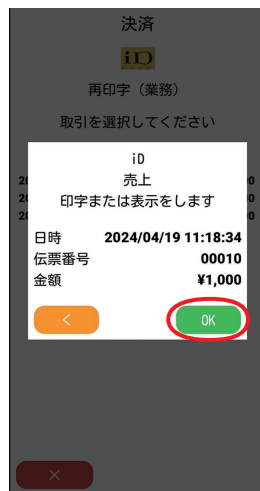 決済
iD
再印字（業務）
取引を選択してください
iD
売上
印字または表示をします
日時 2024/04/19 11:18:34
伝票番号 00010
金額 ¥1,000
< OK
×